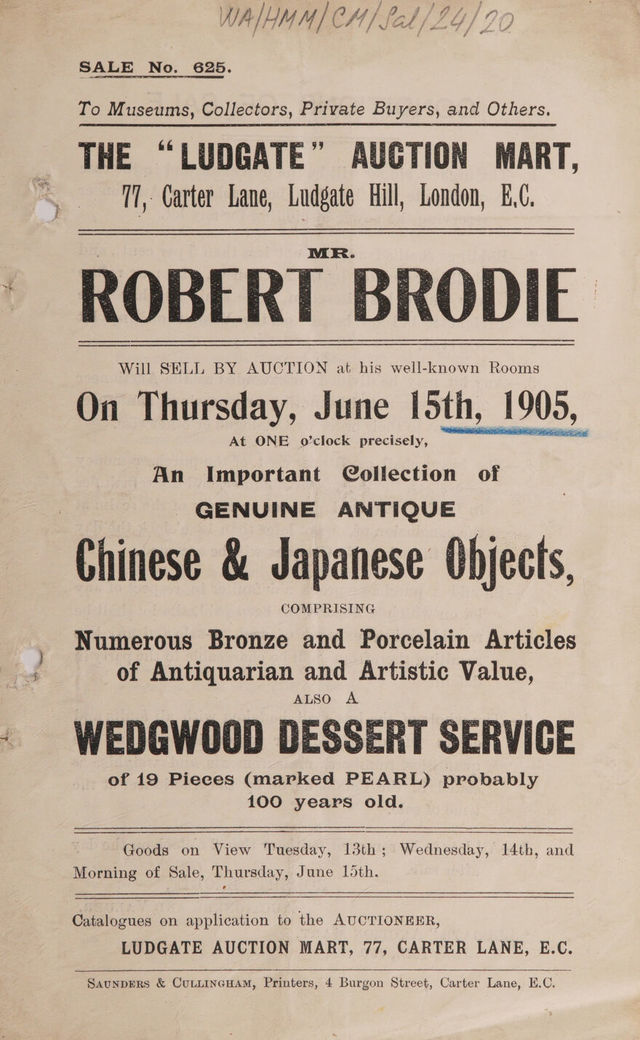 WA/HMM/CM/Sal/24/20
SALE No. 625.
To Museums, Collectors, Private Buyers, and Others.
THE "LUDGATE" AUCTION MART,
77, Carter Lane, Ludgate Hill, London, E.C.
MR.
ROBERT BRODIE
Will SELL BY AUCTION at his well-known Rooms
On Thursday, June 15th, 1905,
At ONE o'clock precisely,
An Important Collection of
GENUINE ANTIQUE
Chinese & Japanese Objects,
COMPRISING
Numerous Bronze and Porcelain Articles
of Antiquarian and Artistic Value,
ALSO A
WEDGWOOD DESSERT SERVICE
of 19 Pieces (marked PEARL) probably
100 years old.
Goods on View Tuesday, 13th; Wednesday, 14th, and
Morning of Sale, Thursday, June 15th.
Catalogues on application to the AUCTIONEER,
LUDGATE AUCTION MART, 77, CARTER LANE, E.C.
SAUNDERS & CULLINGHAM, Printers, 4 Burgon Street, Carter Lane, E.C.